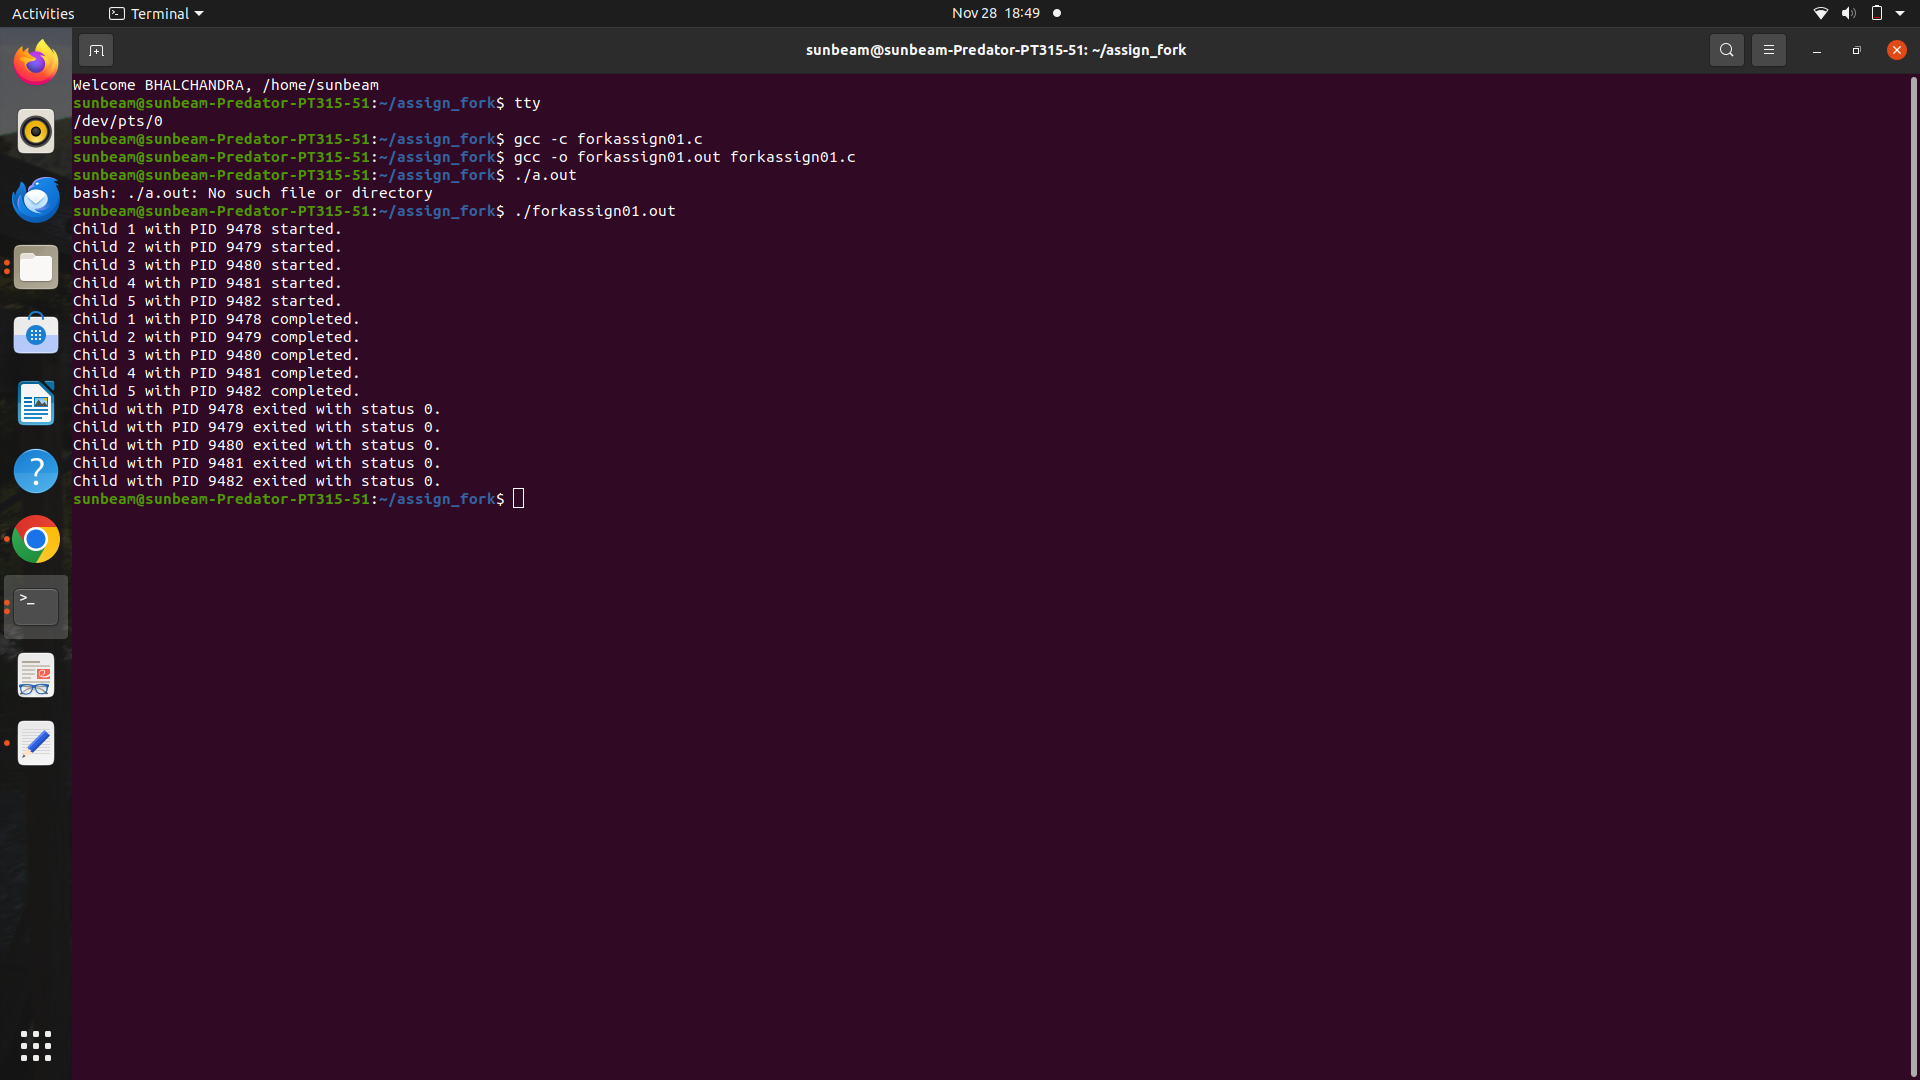 Activities
Terminal
Nov 28 18:49
sunbeam@sunbeam-Predator-PT315-51: ~/assign_fork
Welcome BHALCHANDRA, /home/sunbeam
sunbeam@sunbeam-Predator-PT315-51:~/assign_fork$ tty
/dev/pts/0
sunbeam@sunbeam-Predator-PT315-51:~/assign_fork$ gcc -c forkassign01.c
sunbeam@sunbeam-Predator-PT315-51:~/assign_fork$ gcc -o forkassign01.out forkassign01.c
sunbeam@sunbeam-Predator-PT315-51:~/assign_fork$ ./a.out
bash: ./a.out: No such file or directory
sunbeam@sunbeam-Predator-PT315-51:~/assign_fork$ ./forkassign01.out
Child 1 with PID 9478 started.
Child 2 with PID 9479 started.
Child 3 with PID 9480 started.
Child 4 with PID 9481 started.
Child 5 with PID 9482 started.
Child 1 with PID 9478 completed.
Child 2 with PID 9479 completed.
Child 3 with PID 9480 completed.
Child 4 with PID 9481 completed.
Child 5 with PID 9482 completed.
Child with PID 9478 exited with status 0.
Child with PID 9479 exited with status 0.
Child with PID 9480 exited with status 0.
Child with PID 9481 exited with status 0.
Child with PID 9482 exited with status 0.
sunbeam@sunbeam-Predator-PT315-51:~/assign_fork$